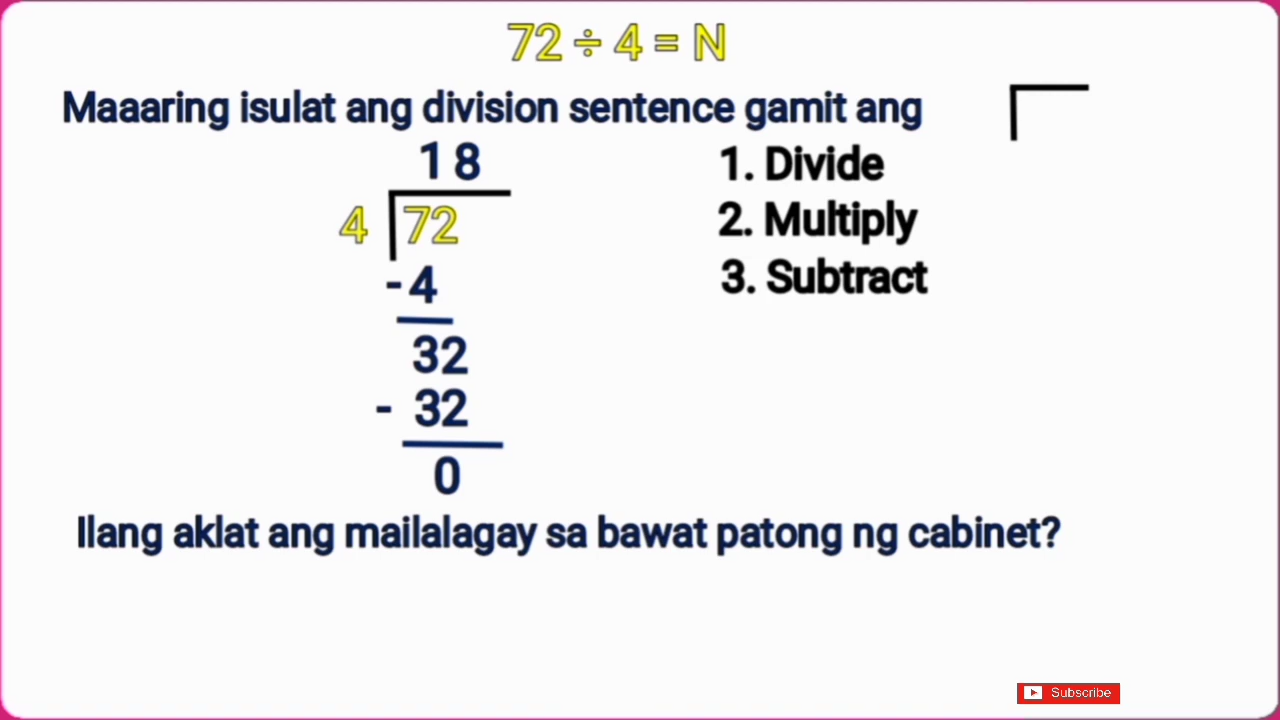 72 ÷ 4 = N
Maaaring isulat ang division sentence gamit ang
18
4 72
- 4
32
- 32
0
1. Divide
2. Multiply
3. Subtract
Ilang aklat ang mailalagay sa bawat patong ng cabinet?
Subscribe